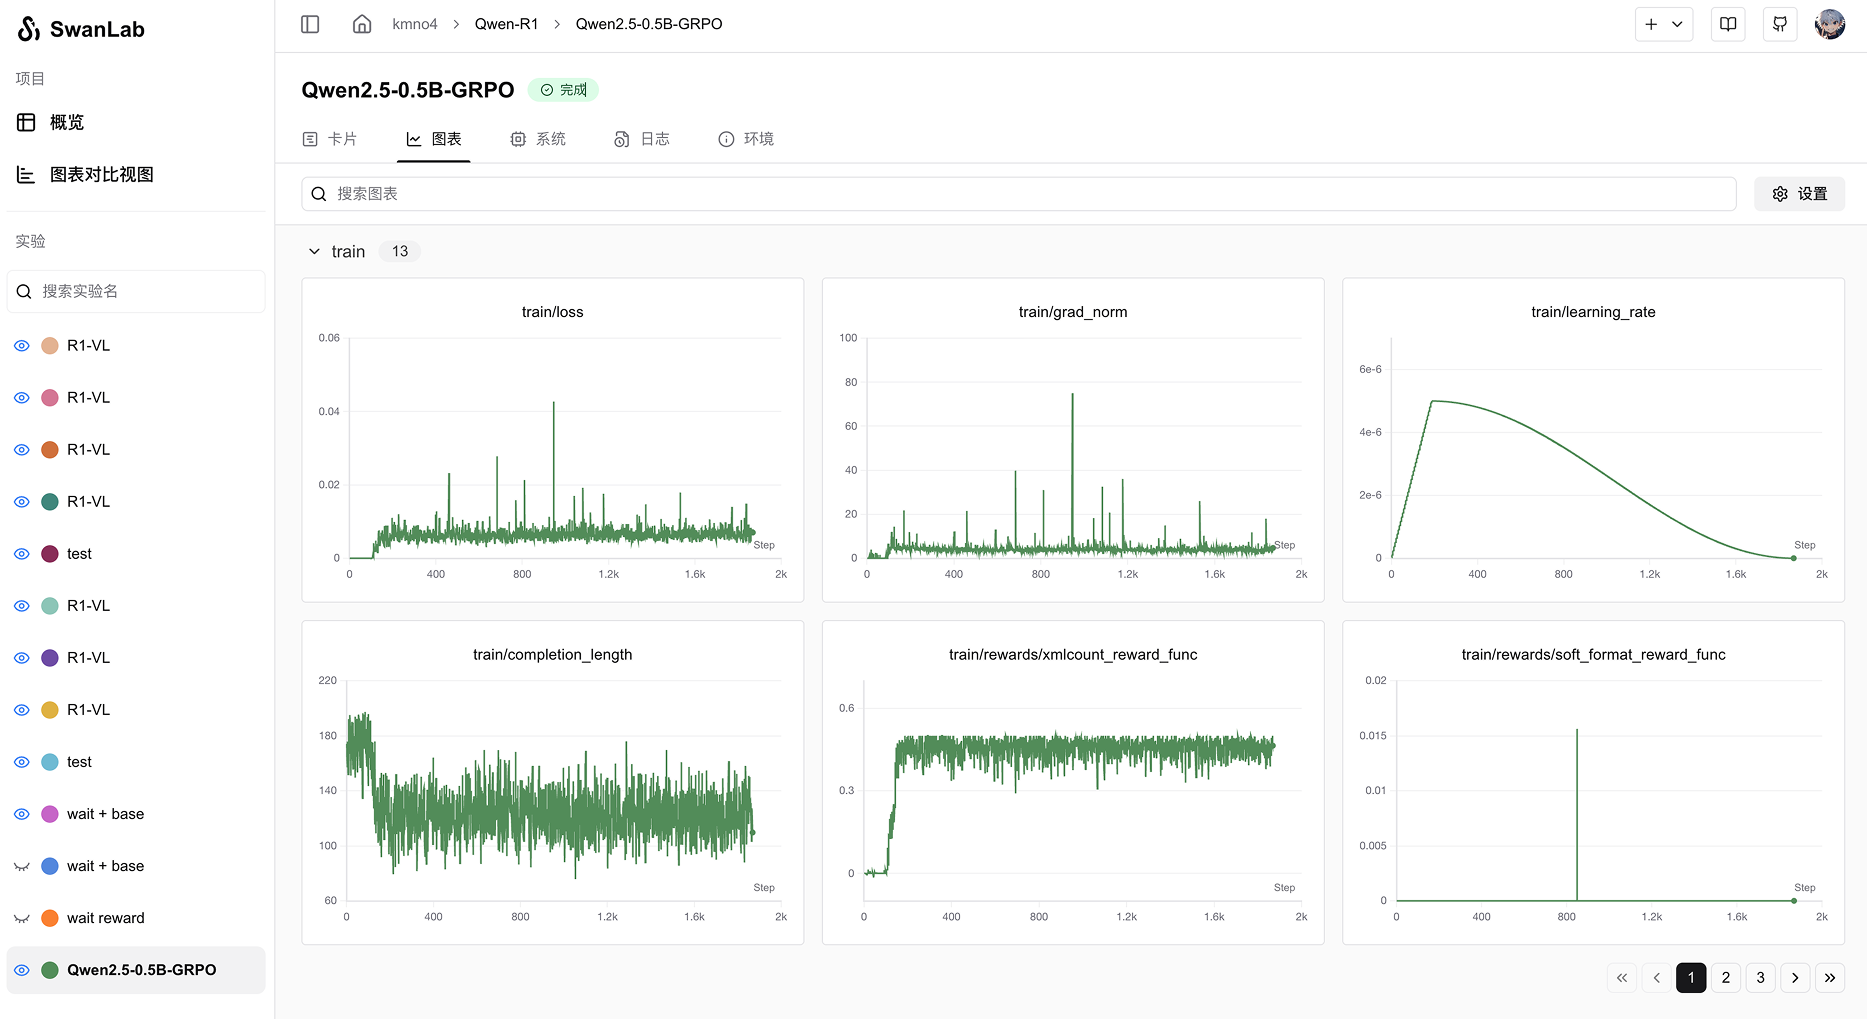 SwanLab
项目
概览
图表对比视图
实验
搜索实验名
R1-VL
R1-VL
R1-VL
R1-VL
test
R1-VL
R1-VL
R1-VL
test
wait + base
wait + base
wait reward
Qwen2.5-0.5B-GRPO
kmno4 > Qwen-R1 > Qwen2.5-0.5B-GRPO
Qwen2.5-0.5B-GRPO 完成
卡片 图表 系统 日志 环境
搜索图表 设置
train 13
train/loss
0.06
0.04
0.02
0
Step
0 400 800 1.2k 1.6k 2k
train/grad_norm
100
80
60
40
20
0
Step
0 400 800 1.2k 1.6k 2k
train/learning_rate
6e-6
4e-6
2e-6
0
Step
0 400 800 1.2k 1.6k 2k
train/completion_length
220
180
140
100
60
Step
0 400 800 1.2k 1.6k 2k
train/rewards/xmlcount_reward_func
0.6
0.3
0
Step
0 400 800 1.2k 1.6k 2k
train/rewards/soft_format_reward_func
0.02
0.015
0.01
0.005
0
Step
0 400 800 1.2k 1.6k 2k
1 2 3